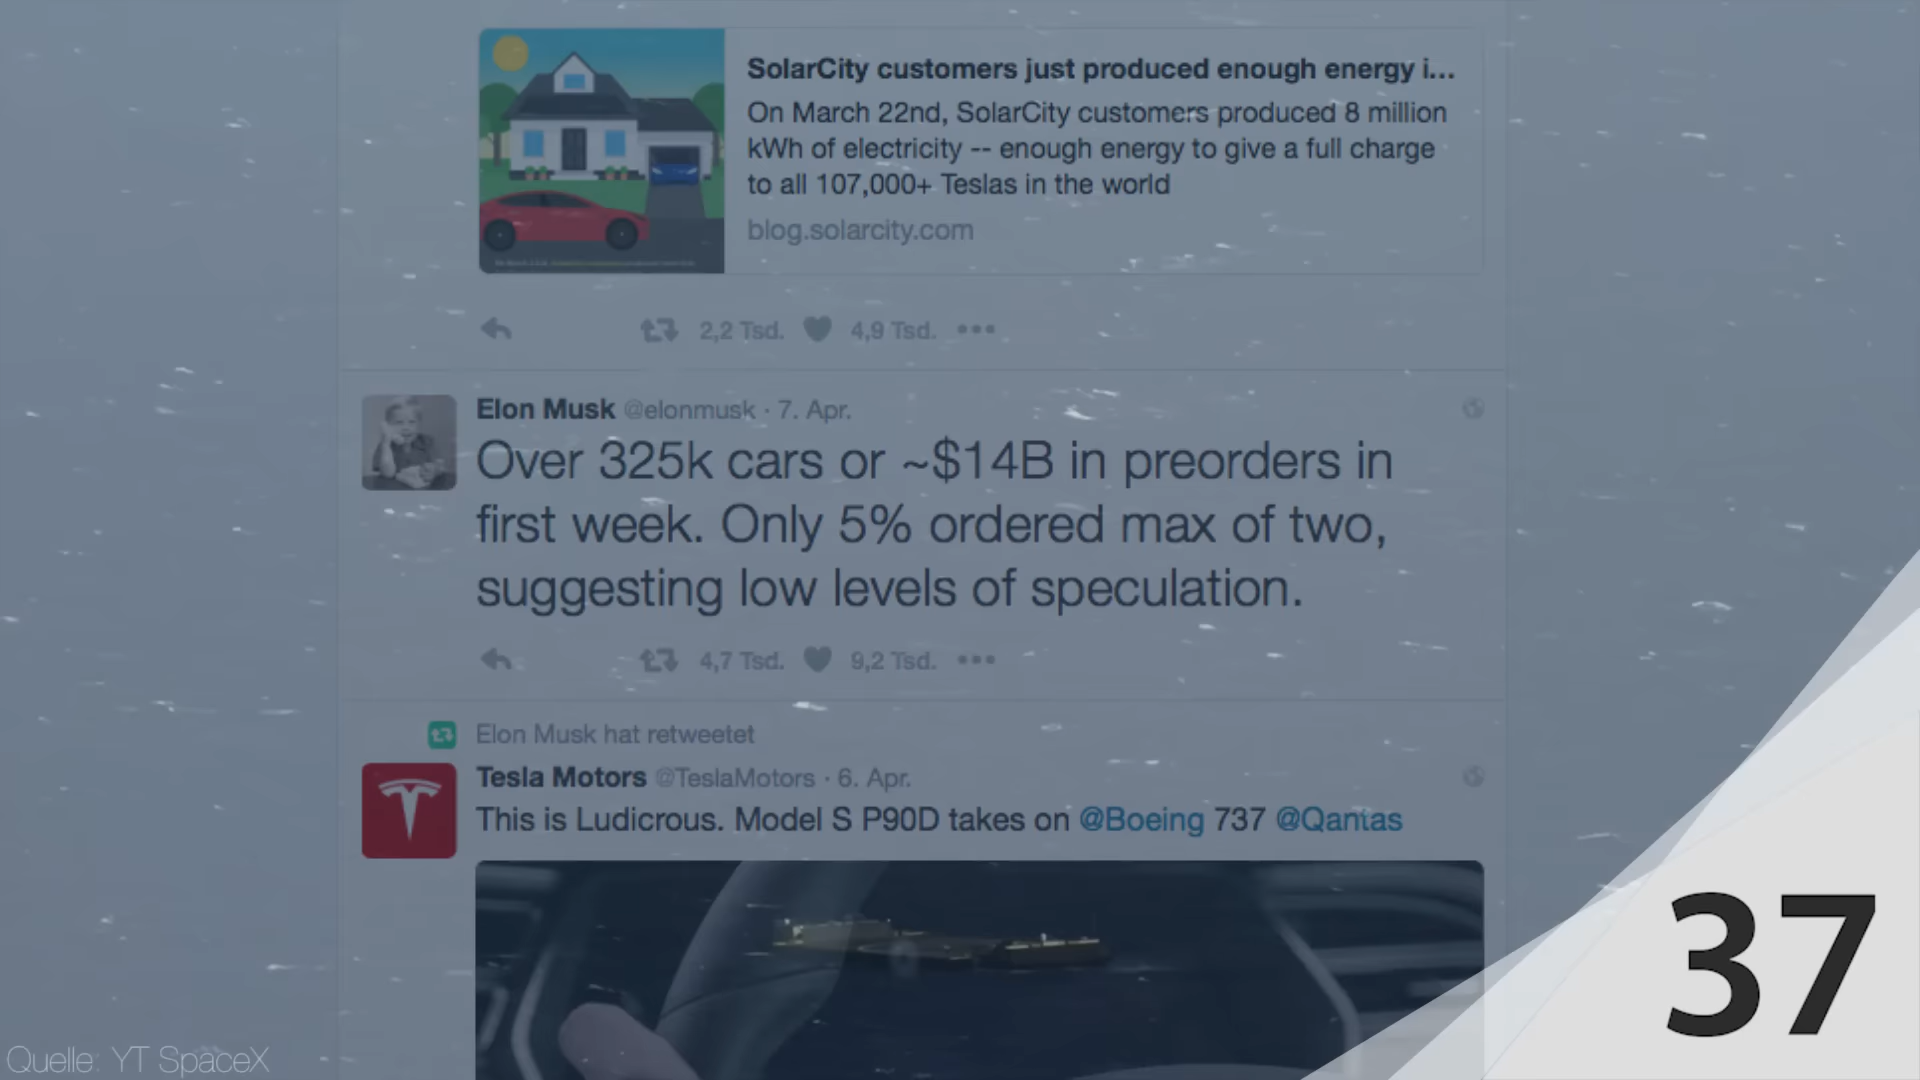 SolarCity customers just produced enough energy i...
On March 22nd, SolarCity customers produced 8 million
kWh of electricity -- enough energy to give a full charge
to all 107,000+ Teslas in the world
blog.solarcity.com
2,2 Tsd. 4,9 Tsd.
Elon Musk @elonmusk · 7. Apr.
Over 325k cars or ~$14B in preorders in
first week. Only 5% ordered max of two,
suggesting low levels of speculation.
4,7 Tsd. 9,2 Tsd.
Elon Musk hat retweetet
Tesla Motors @TeslaMotors · 6. Apr.
This is Ludicrous. Model S P90D takes on @Boeing 737 @Qantas
37
Quelle: YT SpaceX